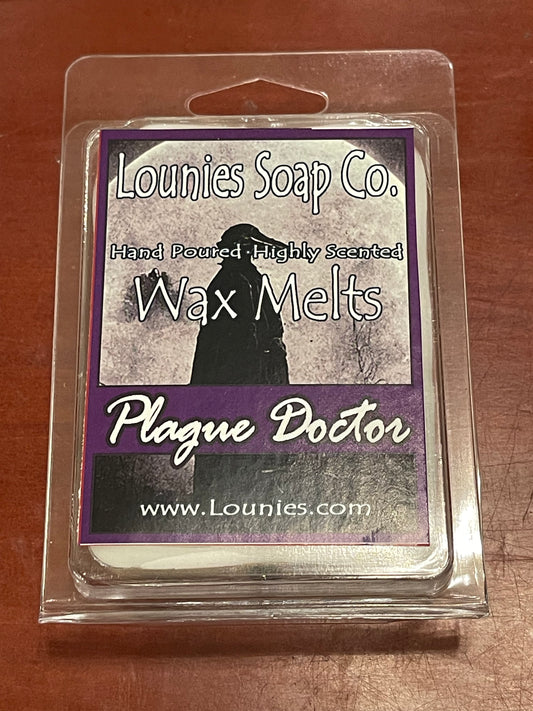 Lounies Soap Co.
Hand Poured · Highly Scented
Wax Melts
Plague Doctor
www.Lounies.com